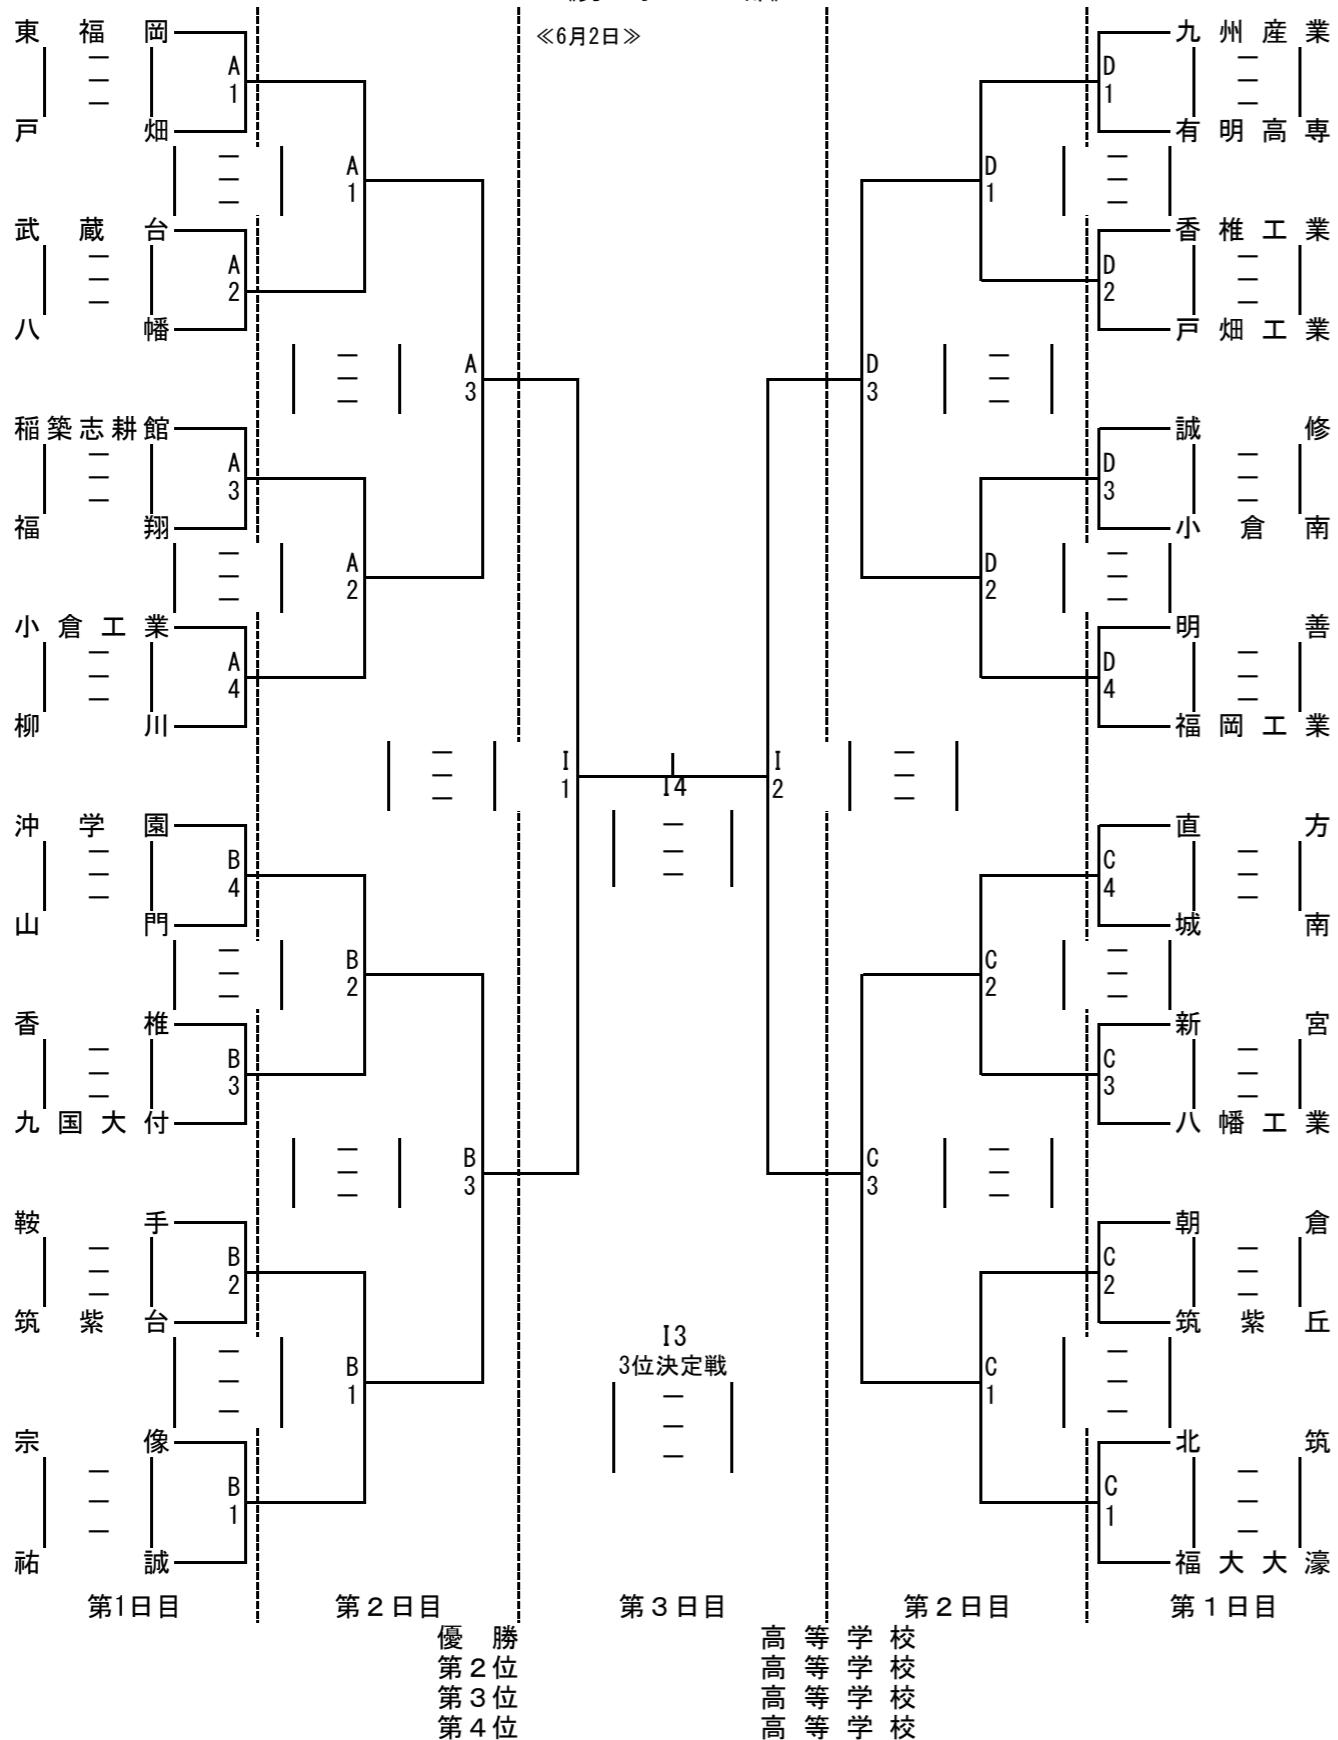 ≪6月2日≫
東福岡
A1
戸畑
A1
武蔵台
A2
八幡
A3
稲築志耕館
A3
福翔
A2
小倉工業
A4
柳川
I1
沖学園
B4
山門
B2
香椎
B3
九国大付
B3
鞍手
B2
筑紫台
B1
宗像
B1
祐誠
I4
I3
3位決定戦
九州産業
D1
有明高専
D1
香椎工業
D2
戸畑工業
D3
誠修
D3
小倉南
D2
明善
D4
福岡工業
I2
直方
C4
城南
C2
新宮
C3
八幡工業
C3
朝倉
C2
筑紫丘
C1
北筑
C1
福大大濠
第1日目 第２日目 第３日目 第２日目 第１日目
優勝 高等学校
第２位 高等学校
第３位 高等学校
第４位 高等学校